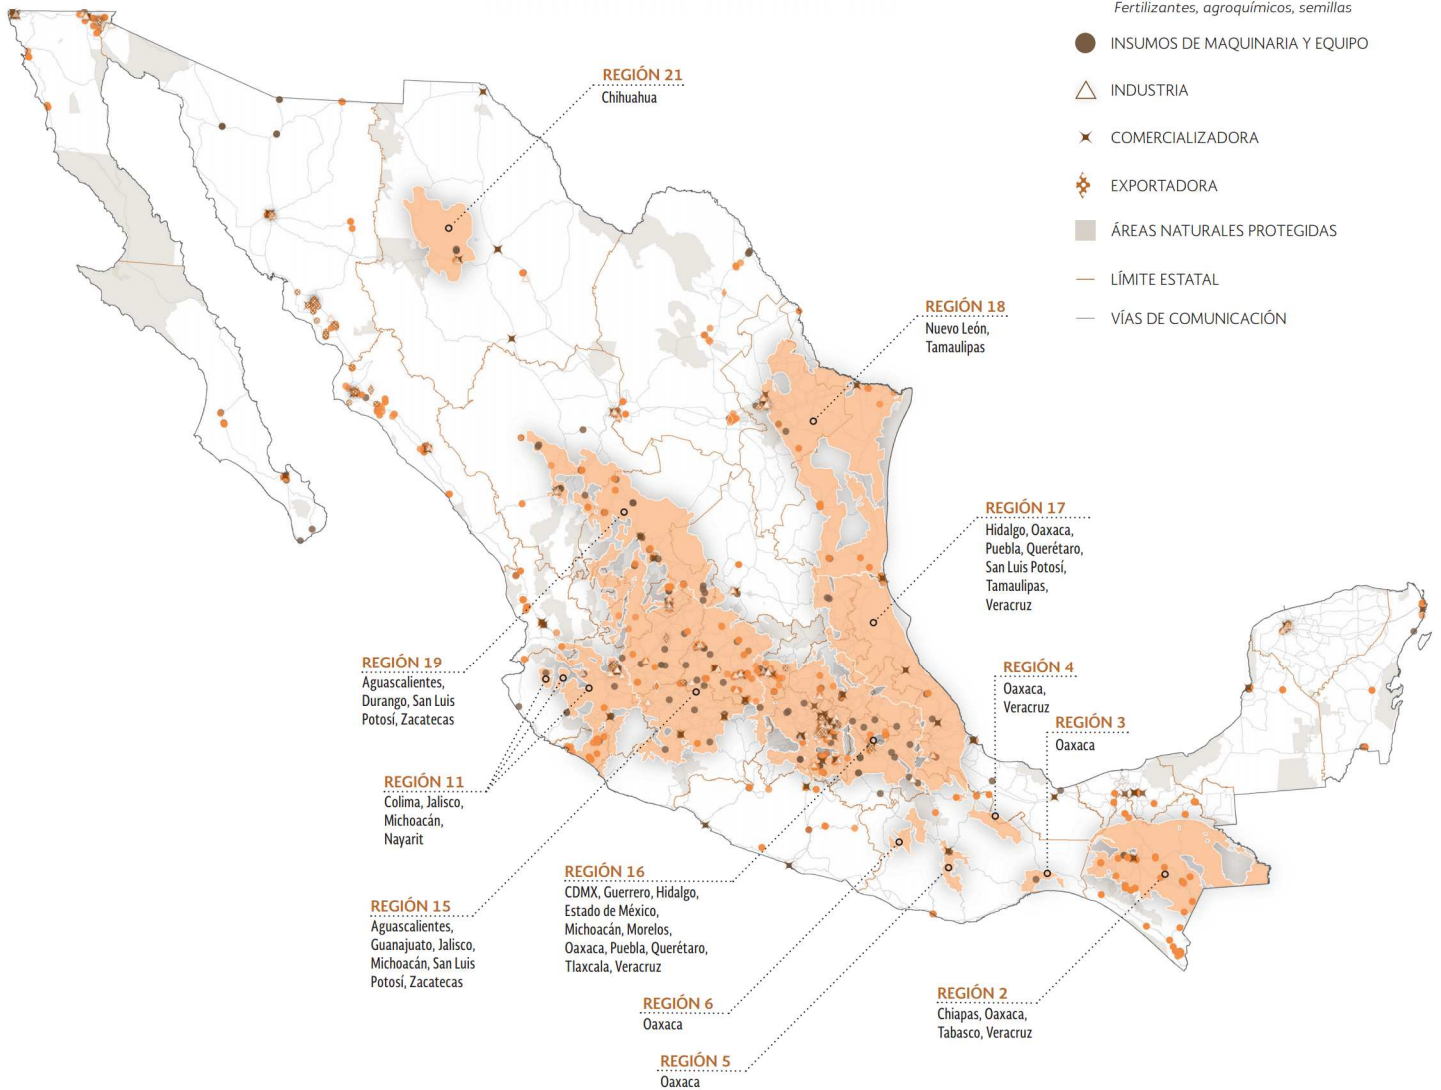 Fertilizantes, agroquímicos, semillas
INSUMOS DE MAQUINARIA Y EQUIPO
INDUSTRIA
COMERCIALIZADORA
EXPORTADORA
ÁREAS NATURALES PROTEGIDAS
LÍMITE ESTATAL
VÍAS DE COMUNICACIÓN
REGIÓN 21
Chihuahua
REGIÓN 18
Nuevo León,
Tamaulipas
REGIÓN 17
Hidalgo, Oaxaca,
Puebla, Querétaro,
San Luis Potosí,
Tamaulipas,
Veracruz
REGIÓN 4
Oaxaca,
Veracruz
REGIÓN 3
Oaxaca
REGIÓN 19
Aguascalientes,
Durango, San Luis
Potosí, Zacatecas
REGIÓN 11
Colima, Jalisco,
Michoacán,
Nayarit
REGIÓN 15
Aguascalientes,
Guanajuato, Jalisco,
Michoacán, San Luis
Potosí, Zacatecas
REGIÓN 16
CDMX, Guerrero, Hidalgo,
Estado de México,
Michoacán, Morelos,
Oaxaca, Puebla, Querétaro,
Tlaxcala, Veracruz
REGIÓN 6
Oaxaca
REGIÓN 5
Oaxaca
REGIÓN 2
Chiapas, Oaxaca,
Tabasco, Veracruz